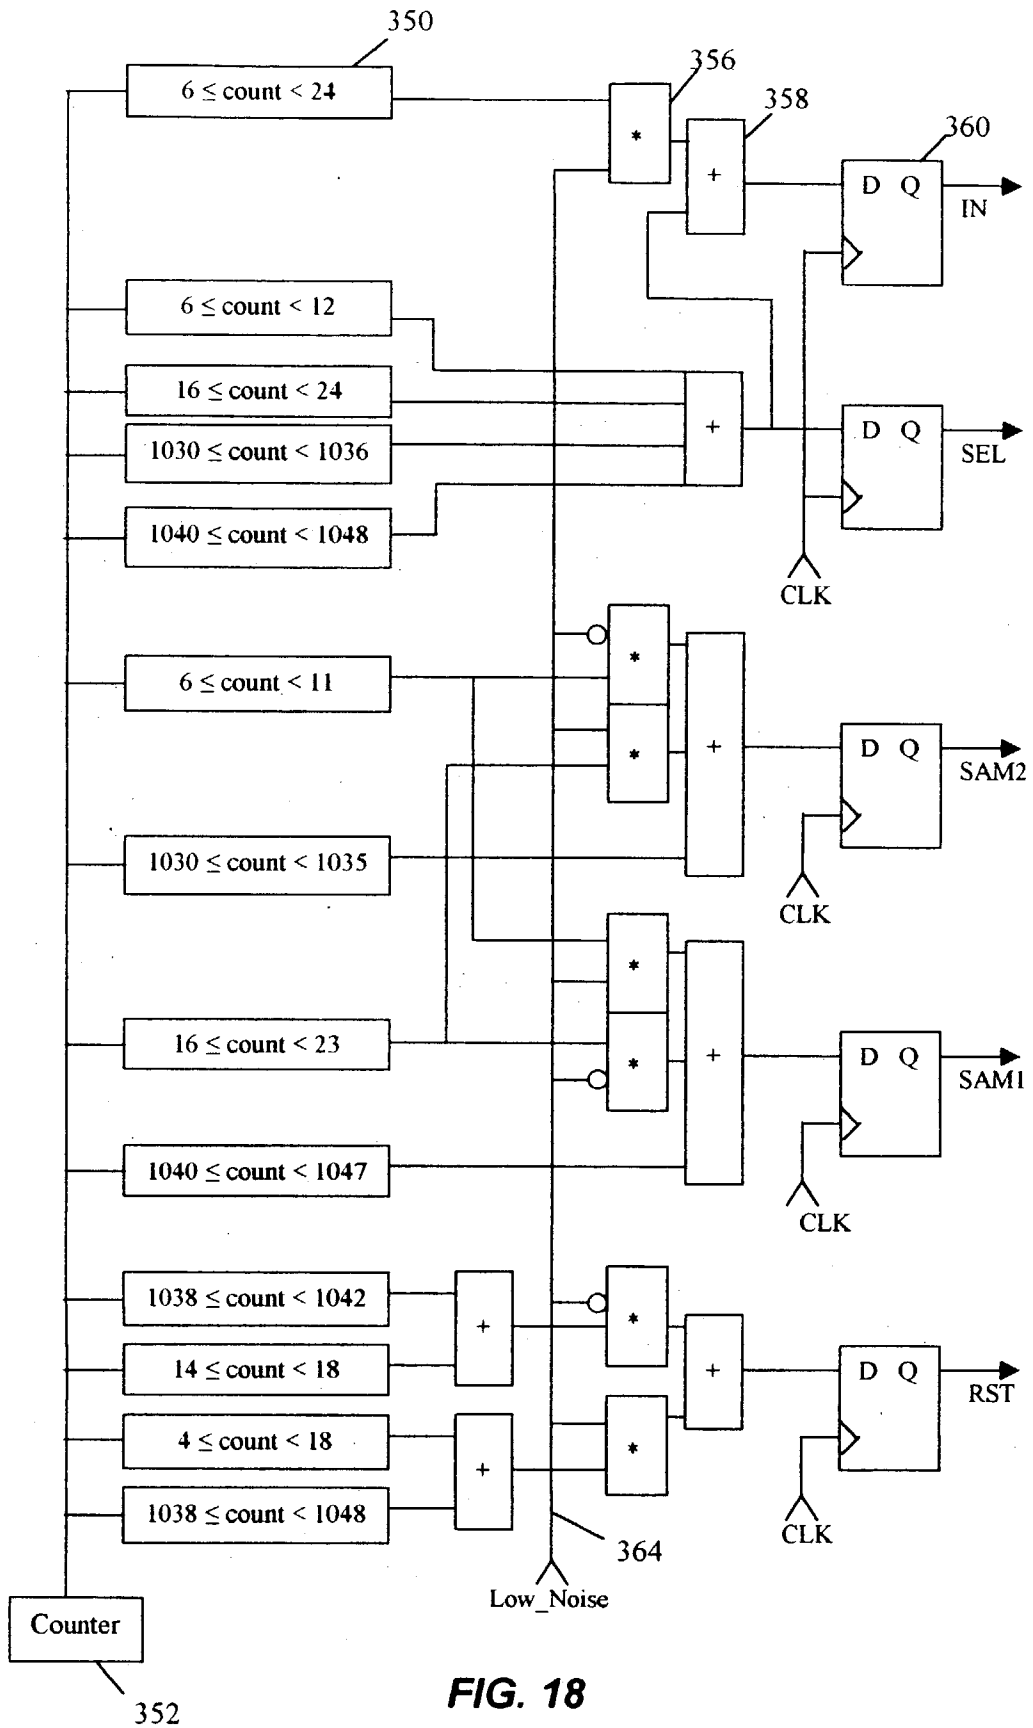 350
6 ≤ count < 24
356
*
358
+
360
D Q
IN
6 ≤ count < 12
16 ≤ count < 24
1030 ≤ count < 1036
1040 ≤ count < 1048
+
D Q
SEL
CLK
6 ≤ count < 11
*
*
+
D Q
SAM2
1030 ≤ count < 1035
CLK
*
16 ≤ count < 23
*
+
D Q
SAM1
1040 ≤ count < 1047
CLK
1038 ≤ count < 1042
14 ≤ count < 18
+
*
+
D Q
RST
4 ≤ count < 18
1038 ≤ count < 1048
+
*
CLK
364
Low_Noise
Counter
352
FIG. 18